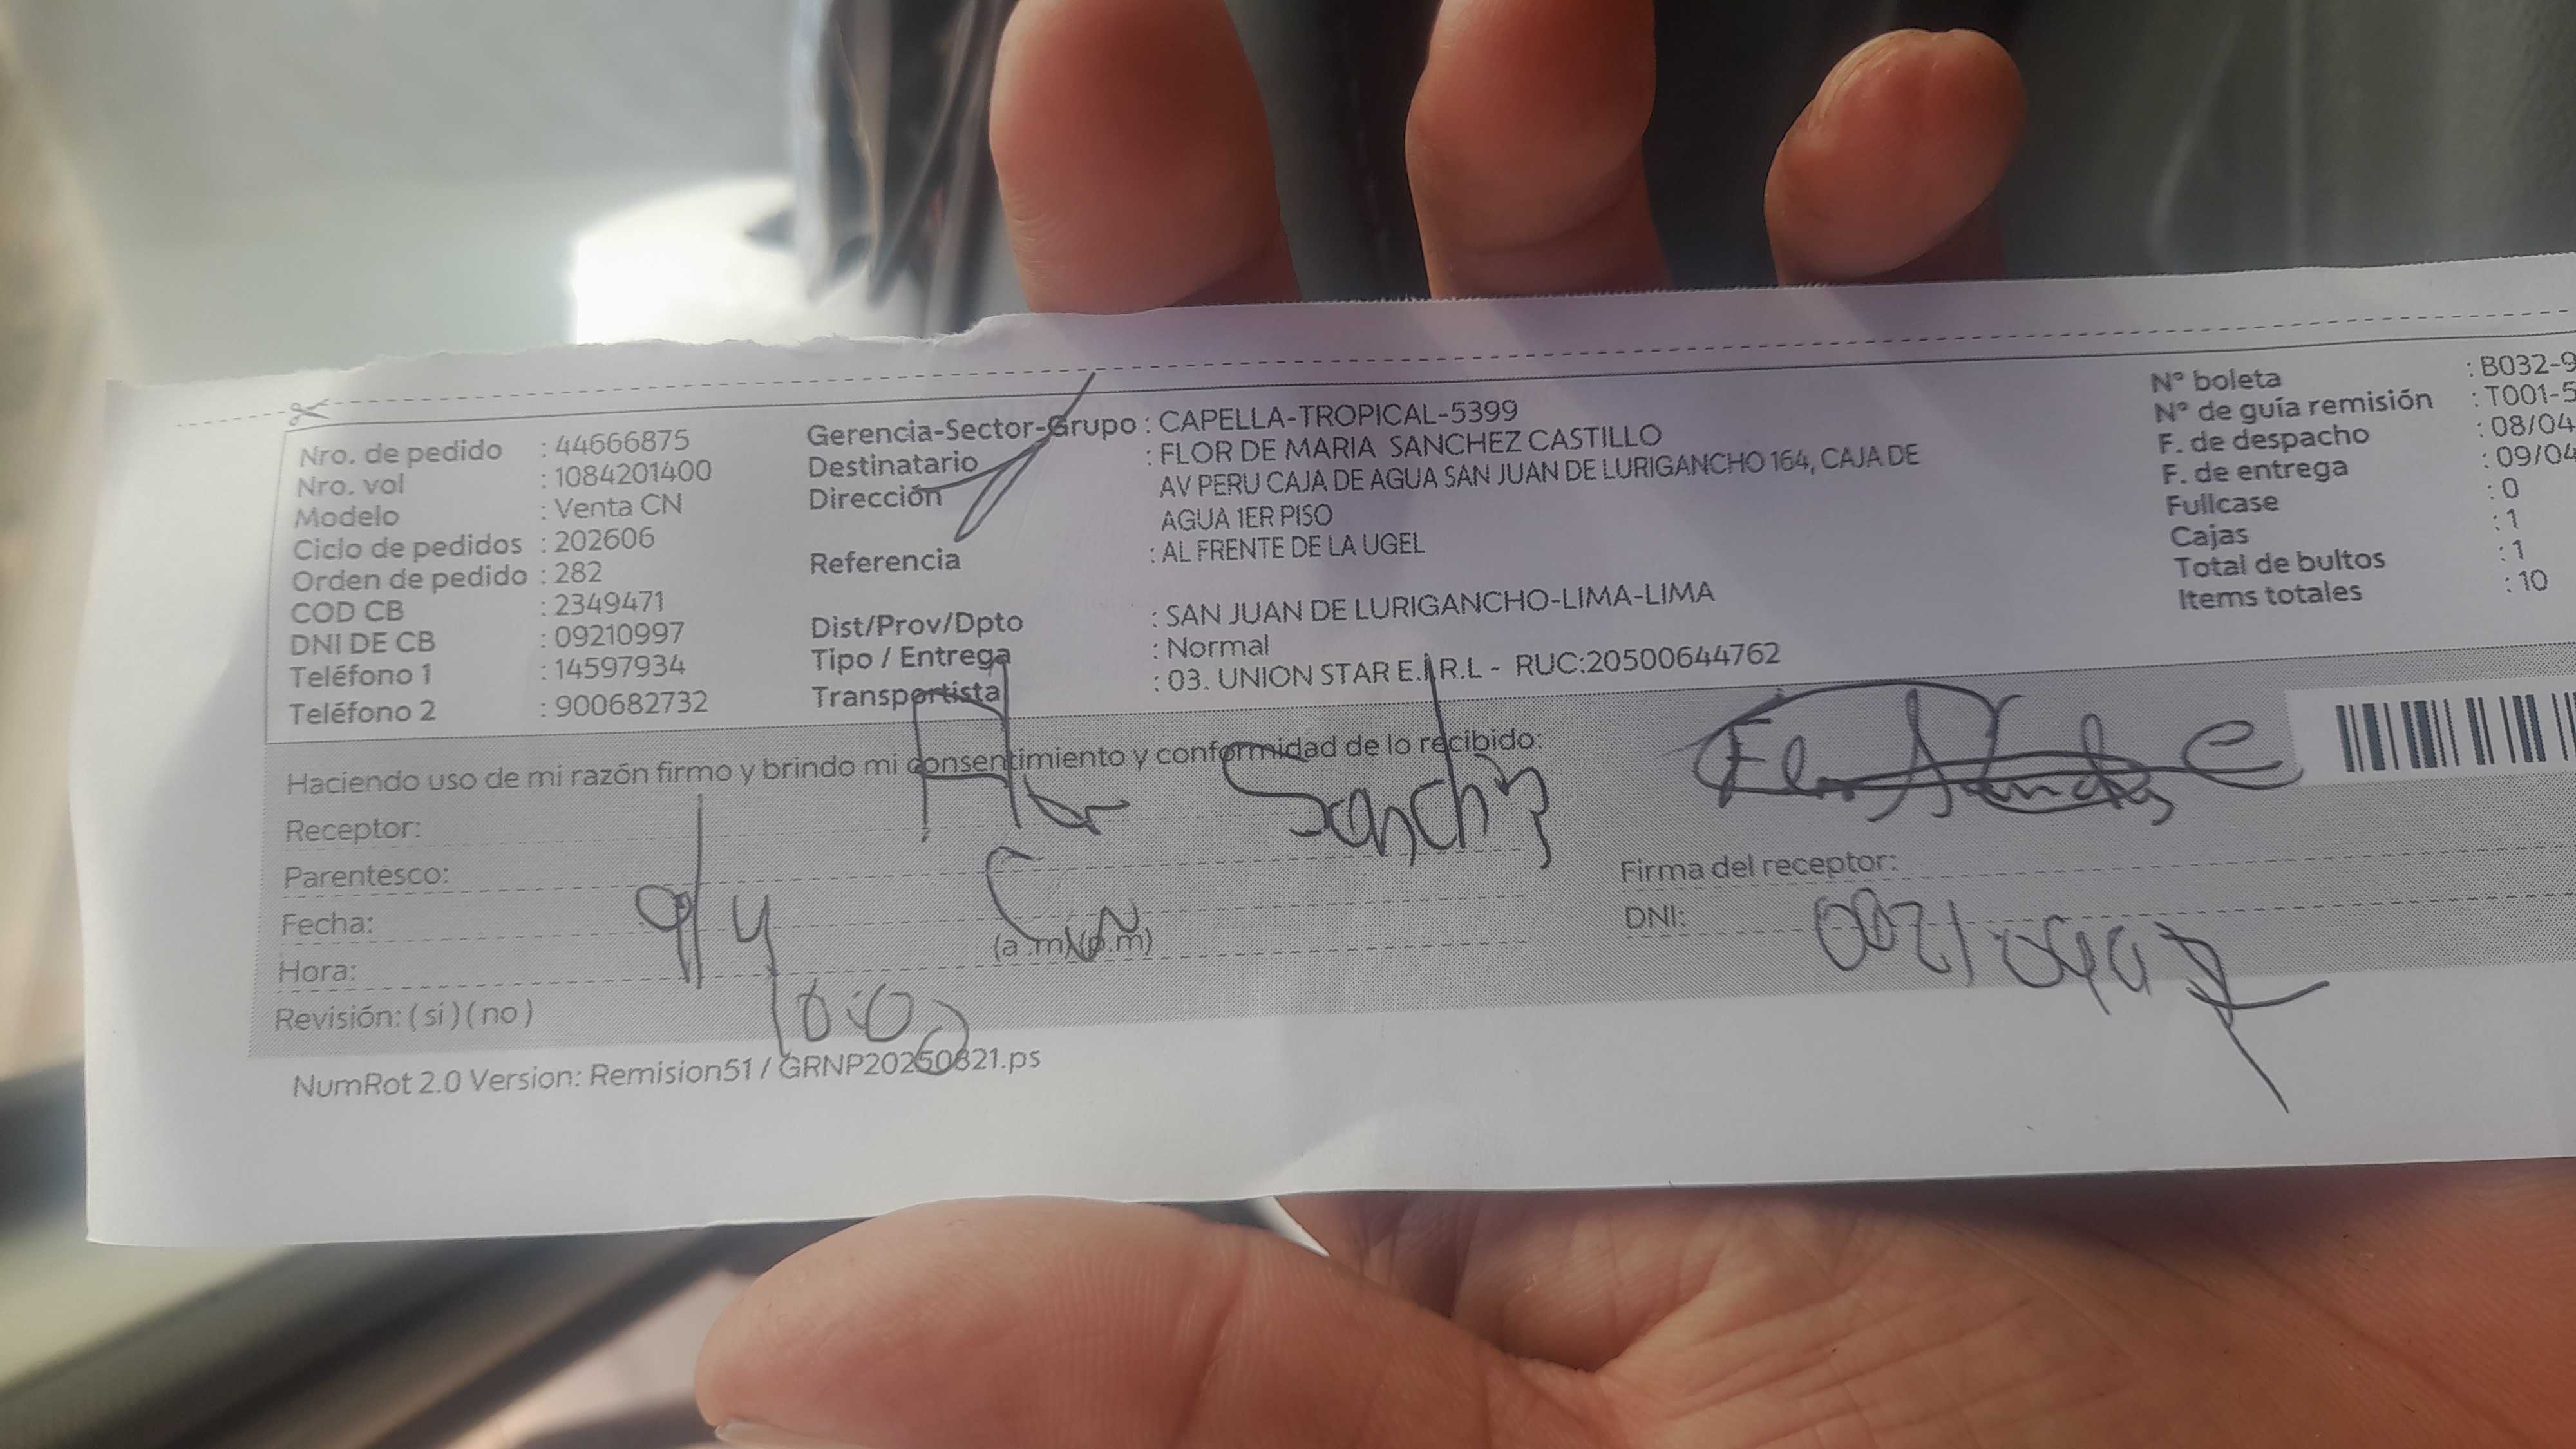 Nro. de pedido : 44666875
Nro. vol : 1084201400
Modelo : Venta CN
Ciclo de pedidos : 202606
Orden de pedido : 282
COD CB : 2349471
DNI DE CB : 09210997
Teléfono 1 : 14597934
Teléfono 2 : 900682732
Gerencia-Sector-Grupo : CAPELLA-TROPICAL-5399
Destinatario : FLOR DE MARIA SANCHEZ CASTILLO
Dirección AV PERU CAJA DE AGUA SAN JUAN DE LURIGANCHO 164, CAJA DE
AGUA 1ER PISO
Referencia : AL FRENTE DE LA UGEL
Dist/Prov/Dpto : SAN JUAN DE LURIGANCHO-LIMA-LIMA
Tipo / Entrega : Normal
Transportista : 03. UNION STAR E.I.R.L - RUC:20500644762
N° boleta : B032-9
N° de guía remisión : T001-5
F. de despacho : 08/04
F. de entrega : 09/04
Fullcase : 0
Cajas : 1
Total de bultos : 1
Items totales : 10
Haciendo uso de mi razón firmo y brindo mi consentimiento y conformidad de lo recibido:
Receptor: Flor Sanchez
Parentesco:
Fecha: 9/4
Hora: (a.m)(p.m)
Revisión: ( si ) ( no )
Firma del receptor:
DNI:
NumRot 2.0 Version: Remision51 / GRNP20250821.ps